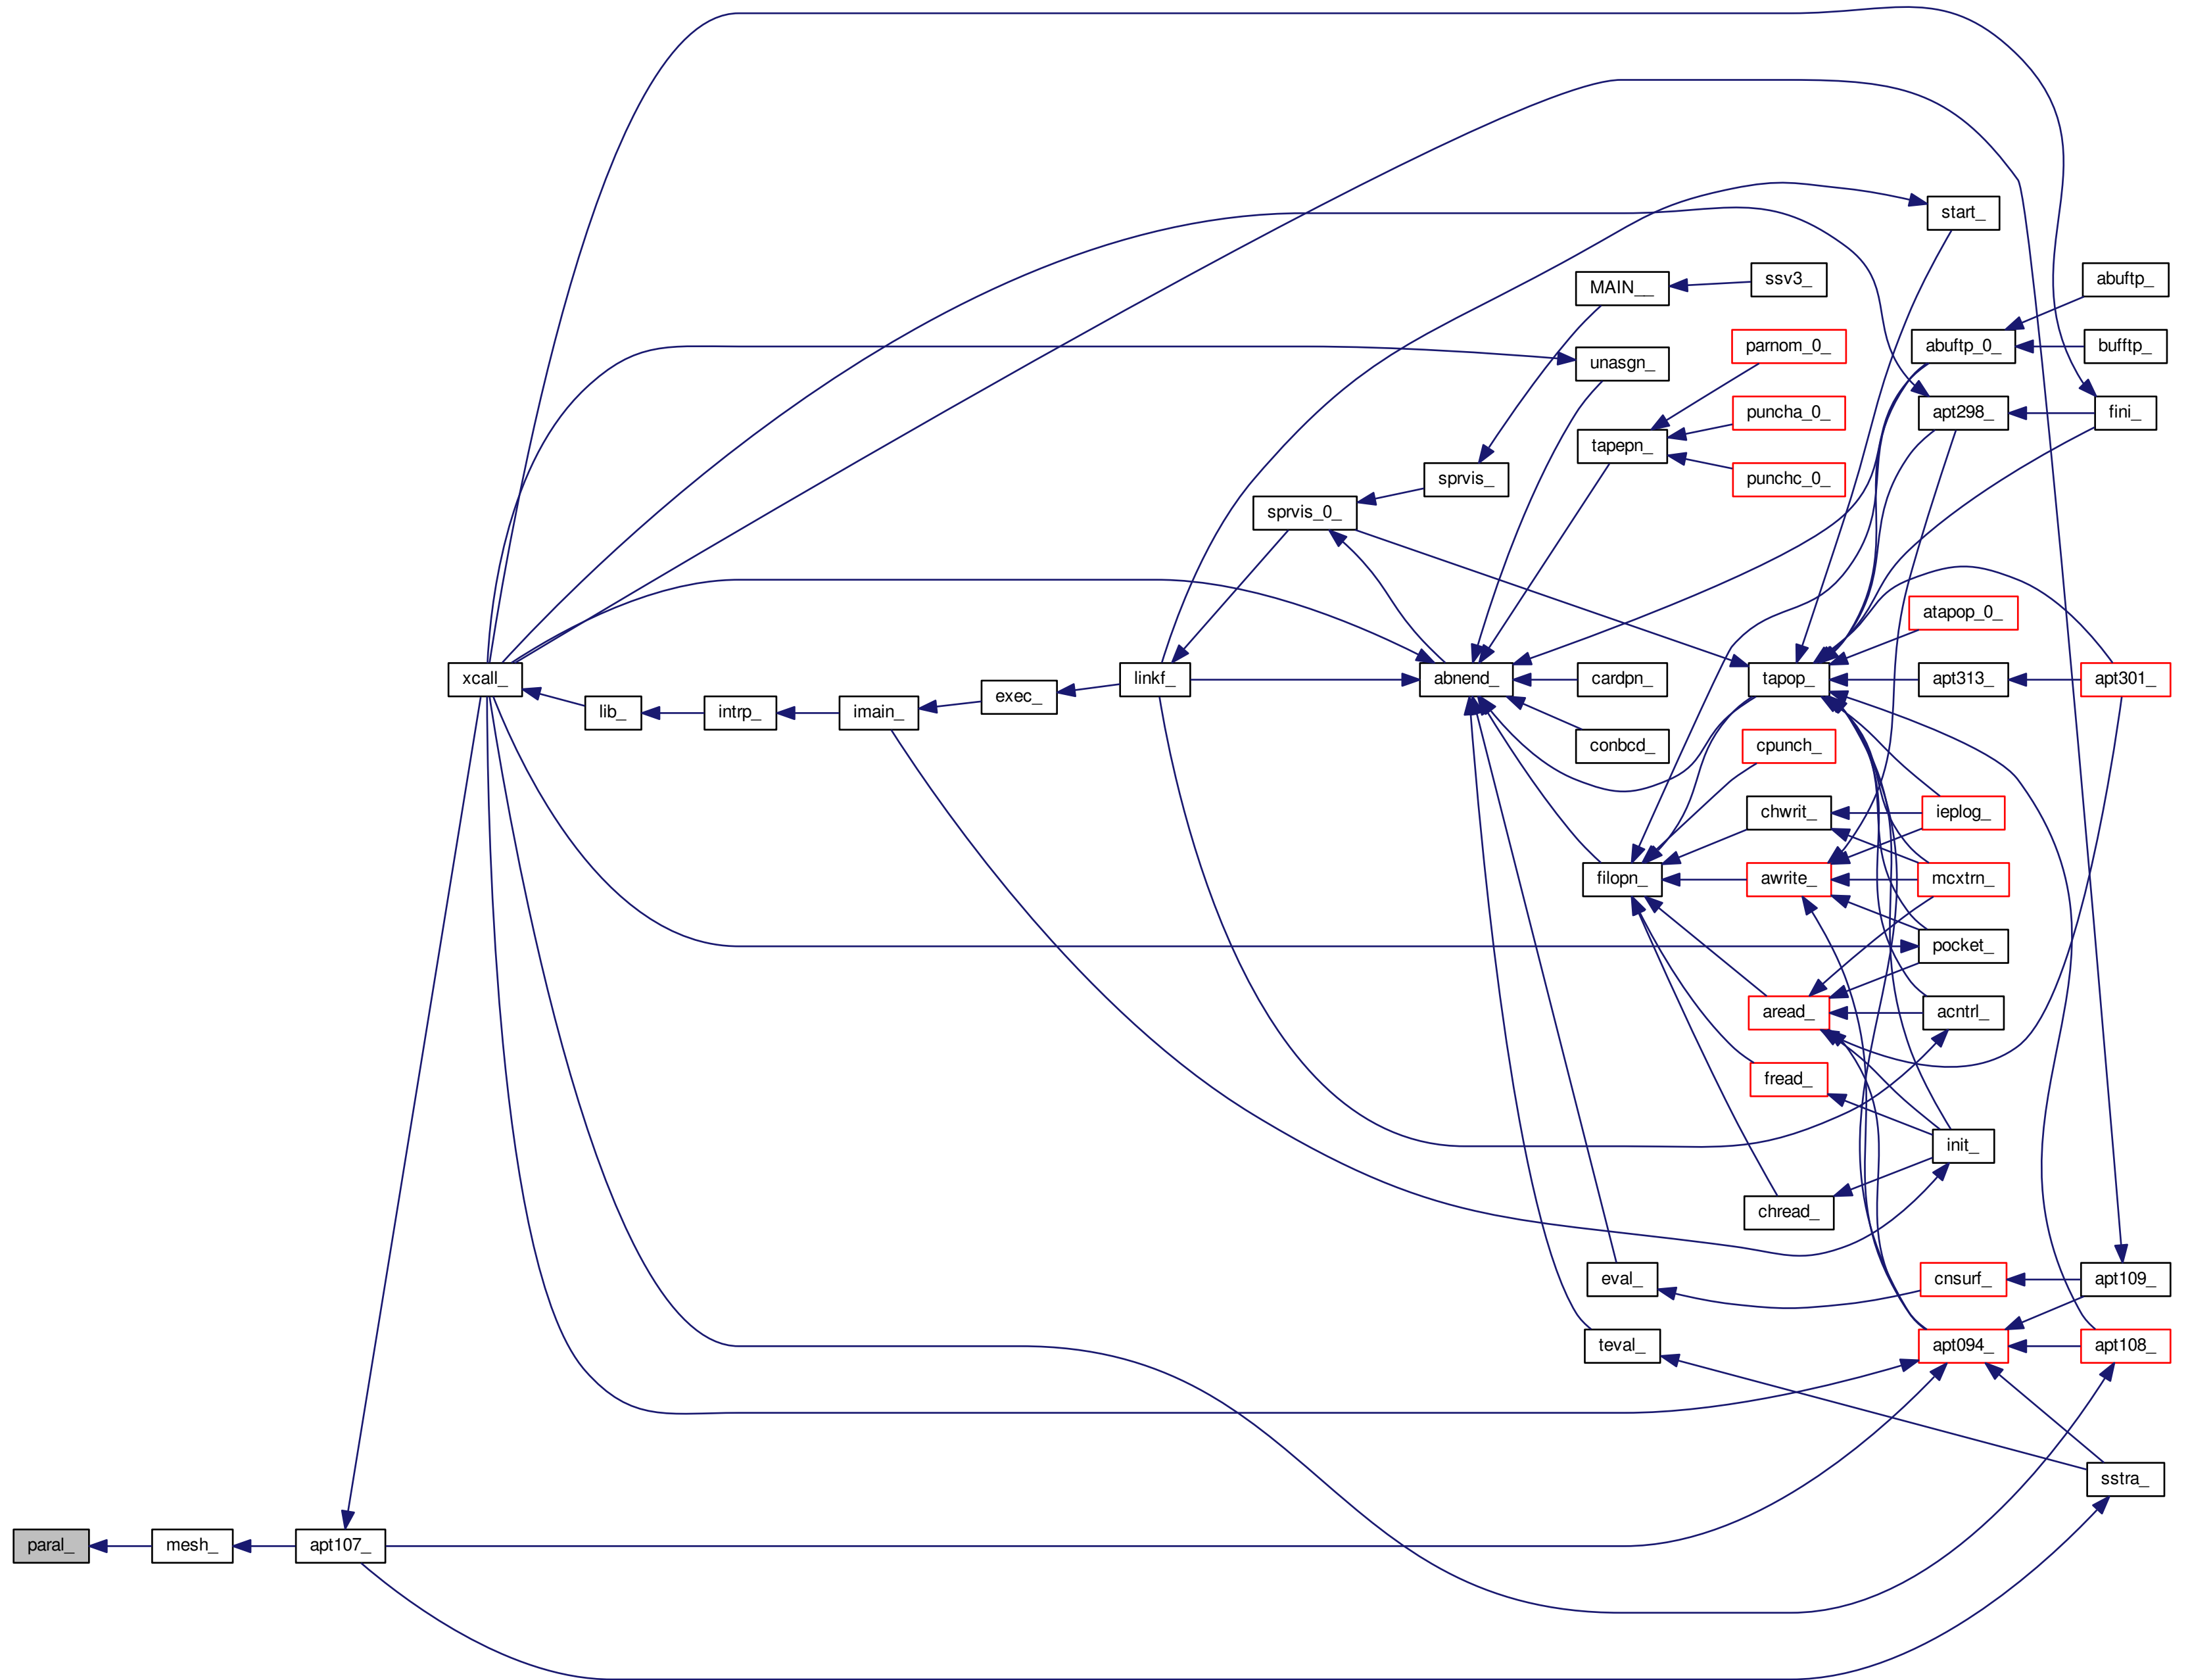 start_
MAIN__
ssv3_
abuftp_
parnom_0_
abuftp_0_
bufftp_
unasgn_
puncha_0_
apt298_
fini_
tapepn_
sprvis_
punchc_0_
sprvis_0_
atapop_0_
xcall_
linkf_
abnend_
cardpn_
tapop_
apt313_
apt301_
lib_
intrp_
imain_
exec_
conbcd_
cpunch_
chwrit_
ieplog_
filopn_
awrite_
mcxtrn_
pocket_
aread_
acntrl_
fread_
init_
chread_
eval_
cnsurf_
apt109_
teval_
apt094_
apt108_
sstra_
paral_
mesh_
apt107_